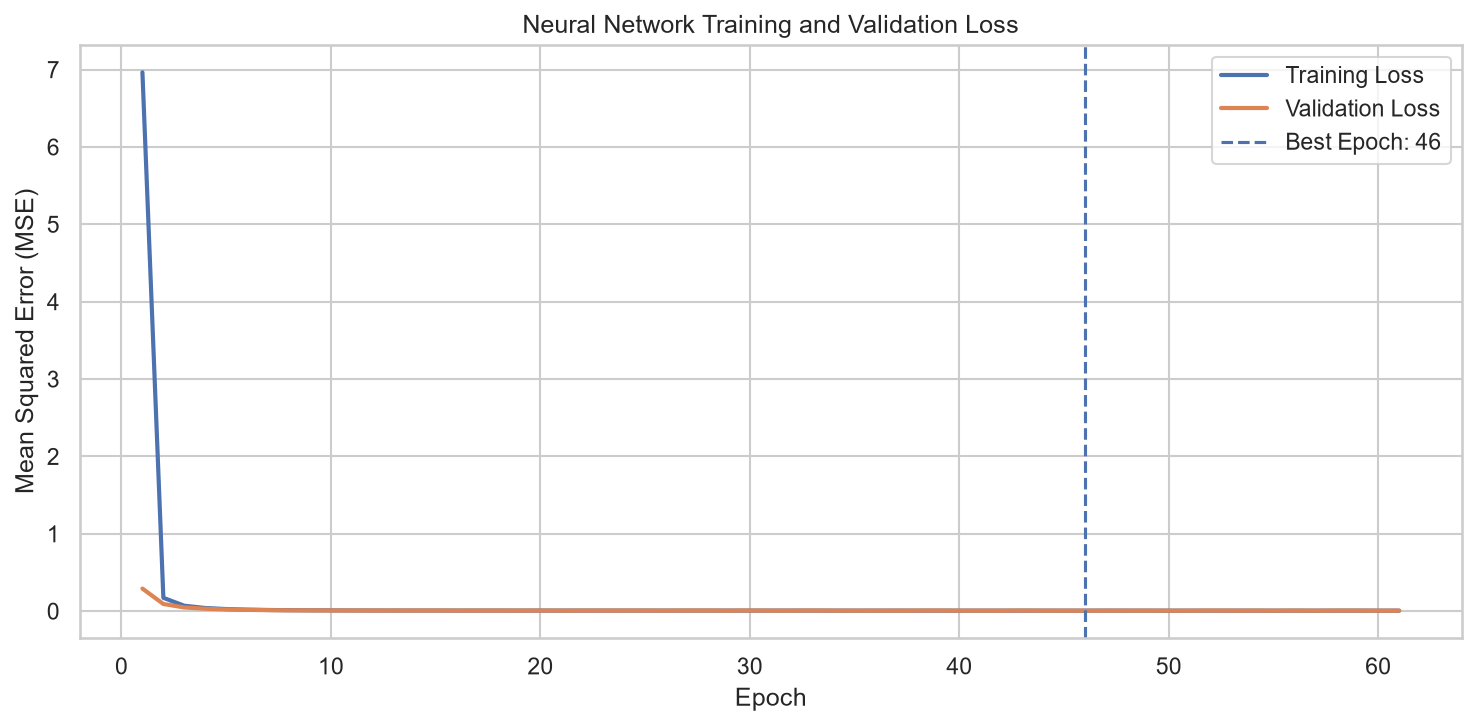 Neural Network Training and Validation Loss
Training Loss
Validation Loss
Best Epoch: 46
Mean Squared Error (MSE)
7
6
5
4
3
2
1
0
0 10 20 30 40 50 60
Epoch